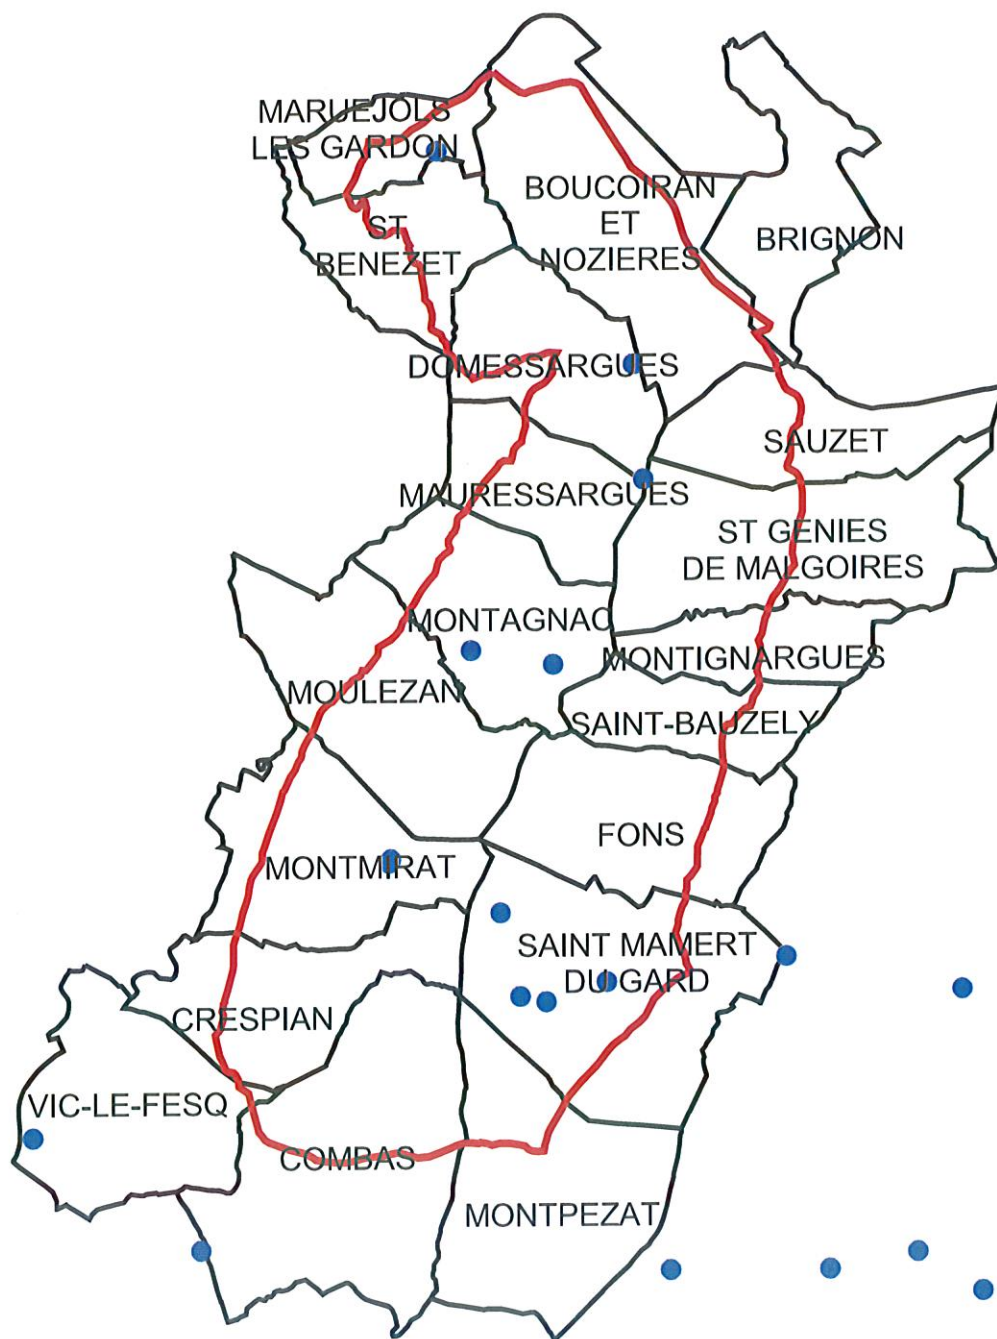 MARUEJOLS
LES GARDON
BOUCOIRAN
ET
NOZIERES
ST
BENEZET
BRIGNON
DOMESSARGUES
SAUZET
MAURESSARGUES
ST GENIES
DE MALGOIRES
MONTAGNAC
MONTIGNARGUES
MOULEZAN
SAINT-BAUZELY
FONS
MONTMIRAT
SAINT MAMERT
DU GARD
CRESPIAN
VIC-LE-FESQ
COMBAS
MONTPEZAT